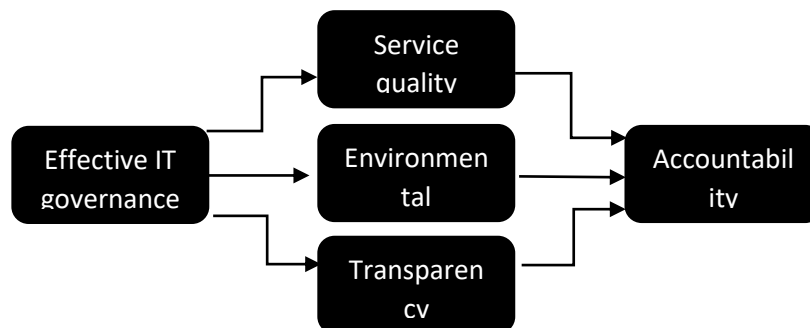 Service
quality
Effective IT
governance
Environmen
tal
Accountabil
ity
Transparen
cy